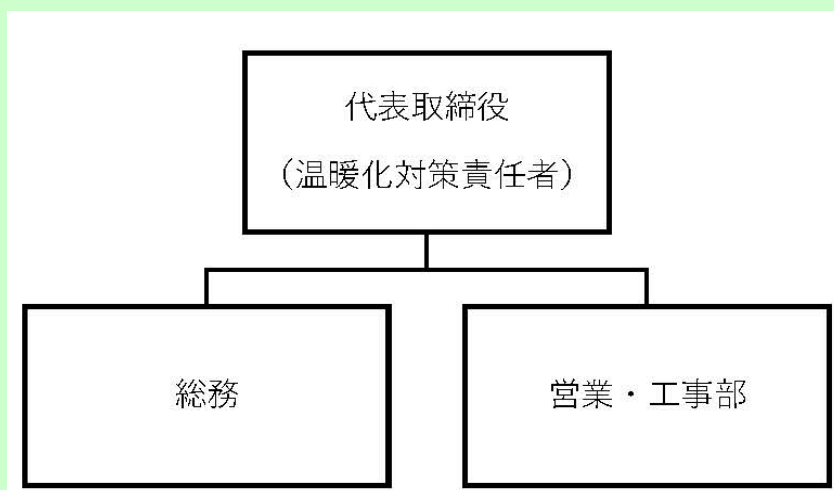 代表取締役
（温暖化対策責任者）
総務
営業・工事部